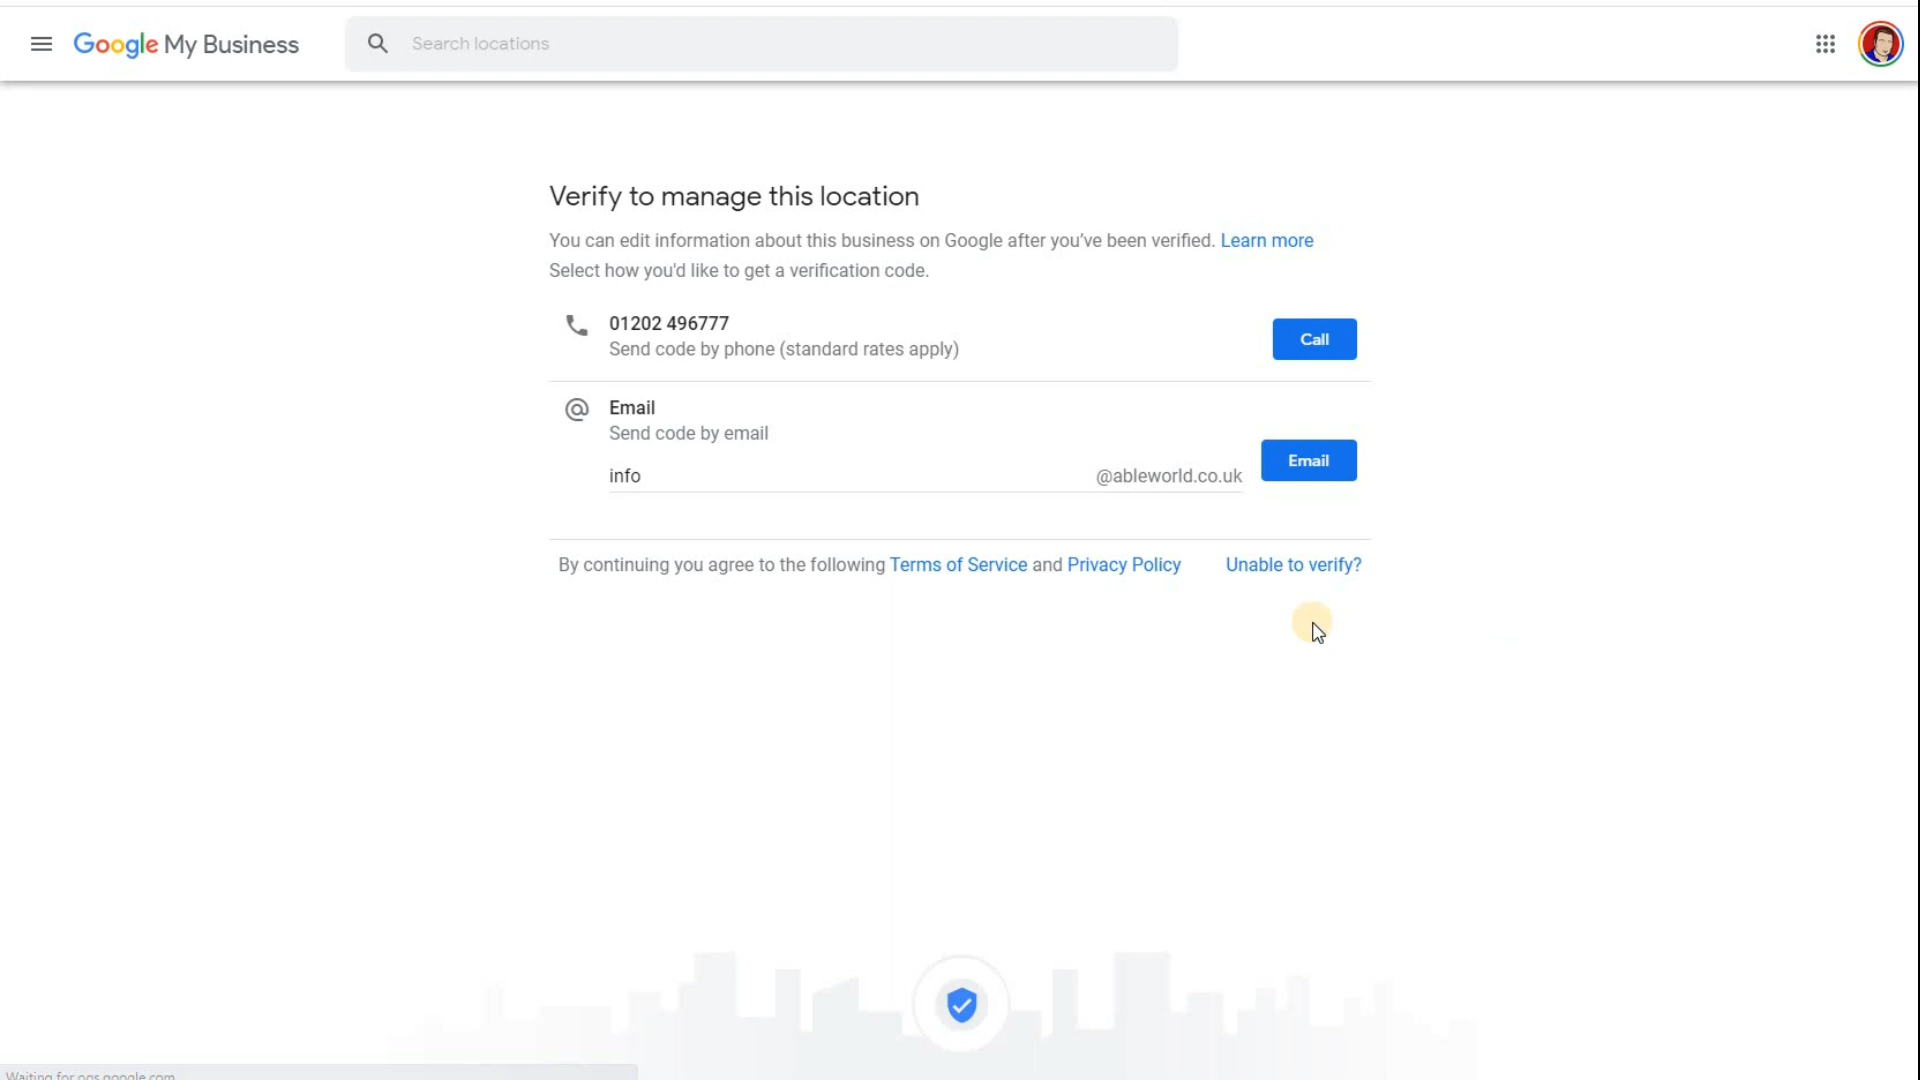 Google My Business
Search locations
Verify to manage this location
You can edit information about this business on Google after you've been verified. Learn more
Select how you'd like to get a verification code.
01202 496777
Send code by phone (standard rates apply)
Call
@ Email
Send code by email
info @ableworld.co.uk
Email
By continuing you agree to the following Terms of Service and Privacy Policy
Unable to verify?
Waiting for ogs.google.com